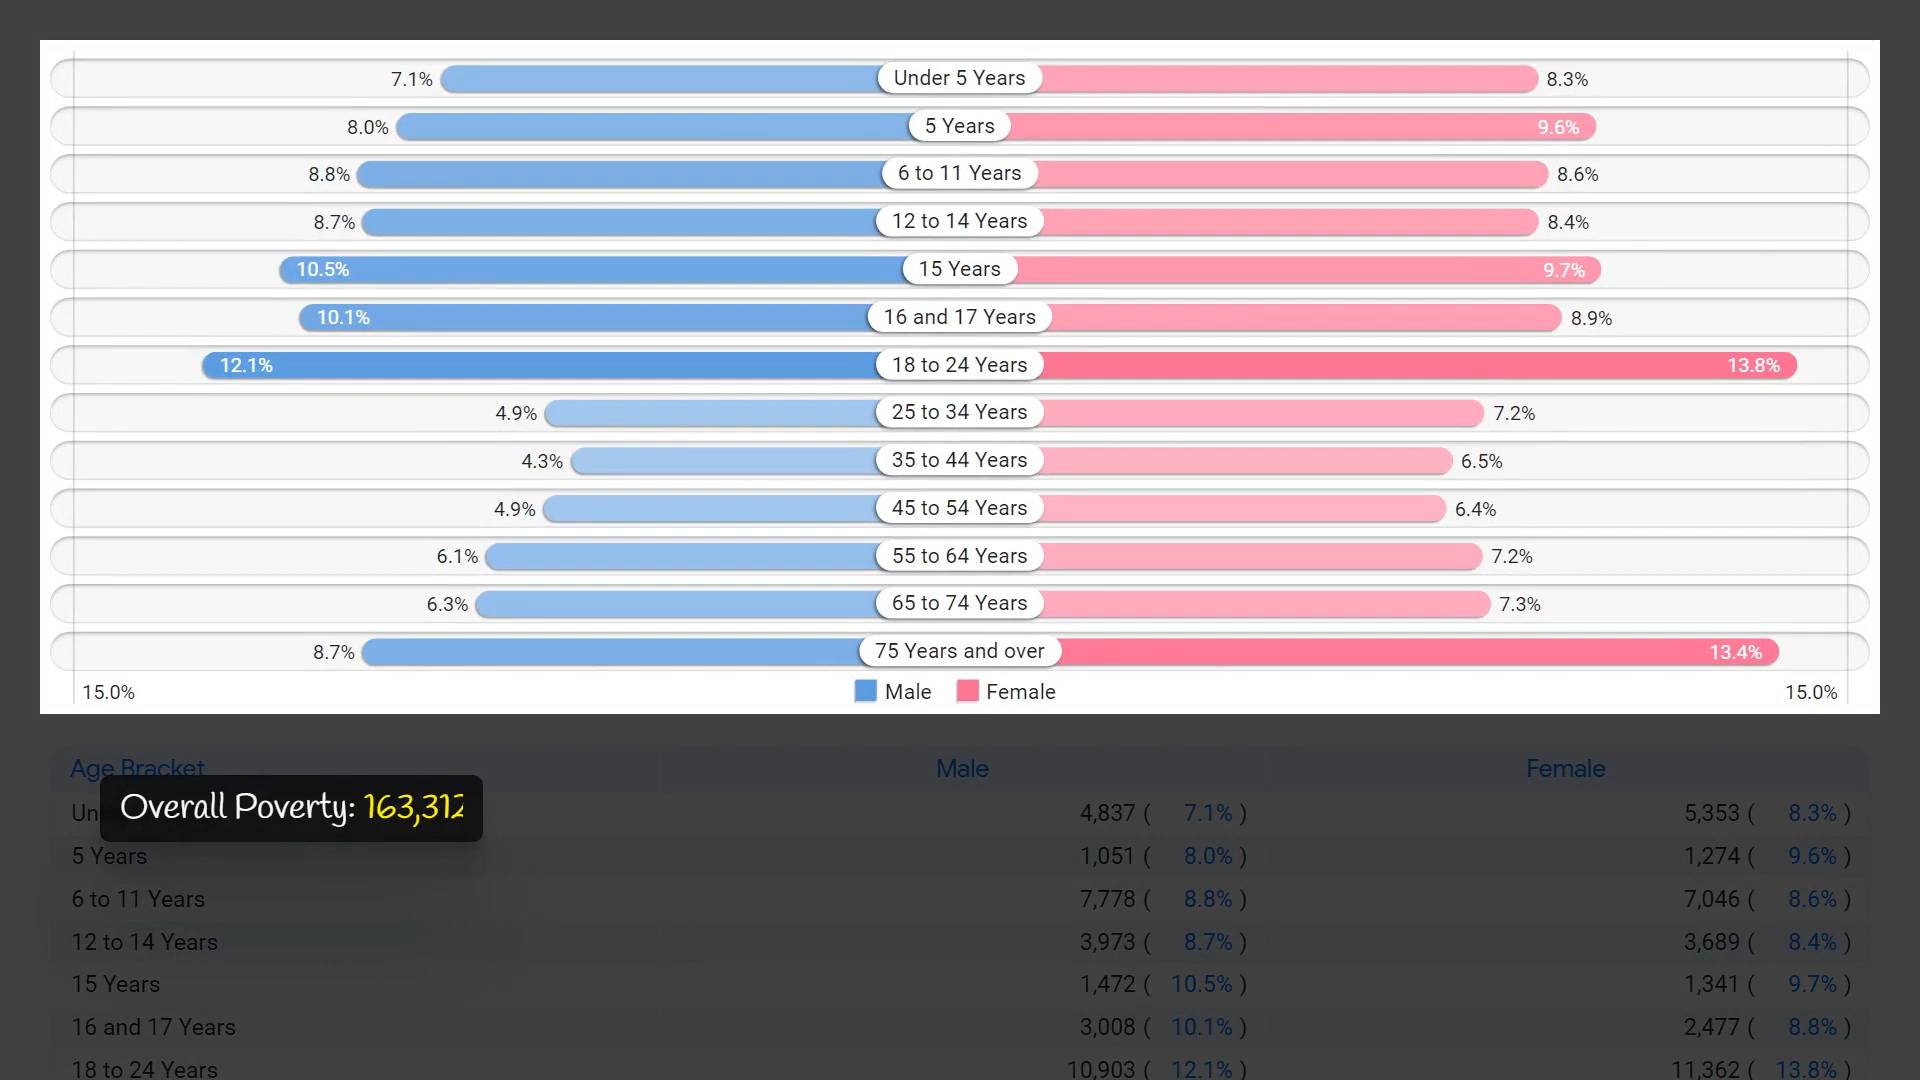 7.1% Under 5 Years 8.3%
8.0% 5 Years 9.6%
8.8% 6 to 11 Years 8.6%
8.7% 12 to 14 Years 8.4%
10.5% 15 Years 9.7%
10.1% 16 and 17 Years 8.9%
12.1% 18 to 24 Years 13.8%
4.9% 25 to 34 Years 7.2%
4.3% 35 to 44 Years 6.5%
4.9% 45 to 54 Years 6.4%
6.1% 55 to 64 Years 7.2%
6.3% 65 to 74 Years 7.3%
8.7% 75 Years and over 13.4%
15.0% Male Female 15.0%
Age Bracket Male Female
Overall Poverty: 163,312
4,837 ( 7.1% ) 5,353 ( 8.3% )
5 Years 1,051 ( 8.0% ) 1,274 ( 9.6% )
6 to 11 Years 7,778 ( 8.8% ) 7,046 ( 8.6% )
12 to 14 Years 3,973 ( 8.7% ) 3,689 ( 8.4% )
15 Years 1,472 ( 10.5% ) 1,341 ( 9.7% )
16 and 17 Years 3,008 ( 10.1% ) 2,477 ( 8.8% )
18 to 24 Years 10,903 ( 12.1% ) 11,362 ( 13.8% )